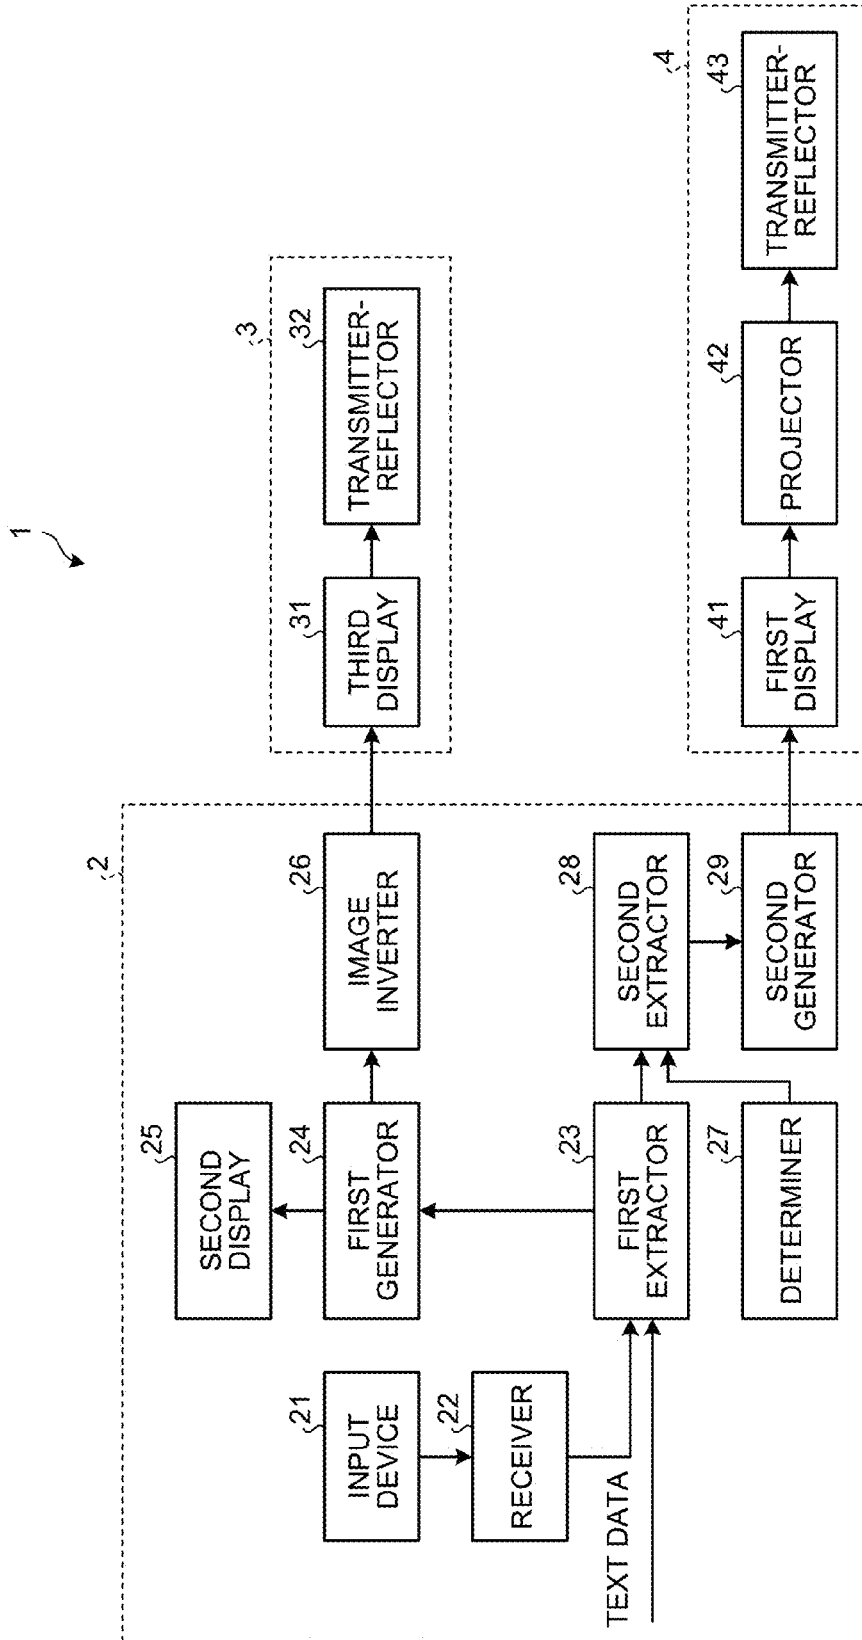 1
2
25
SECOND
DISPLAY
21
INPUT
DEVICE
24
FIRST
GENERATOR
26
IMAGE
INVERTER
3
31
THIRD
DISPLAY
32
TRANSMITTER-
REFLECTOR
22
RECEIVER
TEXT DATA
23
FIRST
EXTRACTOR
28
SECOND
EXTRACTOR
27
DETERMINER
29
SECOND
GENERATOR
4
41
FIRST
DISPLAY
42
PROJECTOR
43
TRANSMITTER-
REFLECTOR